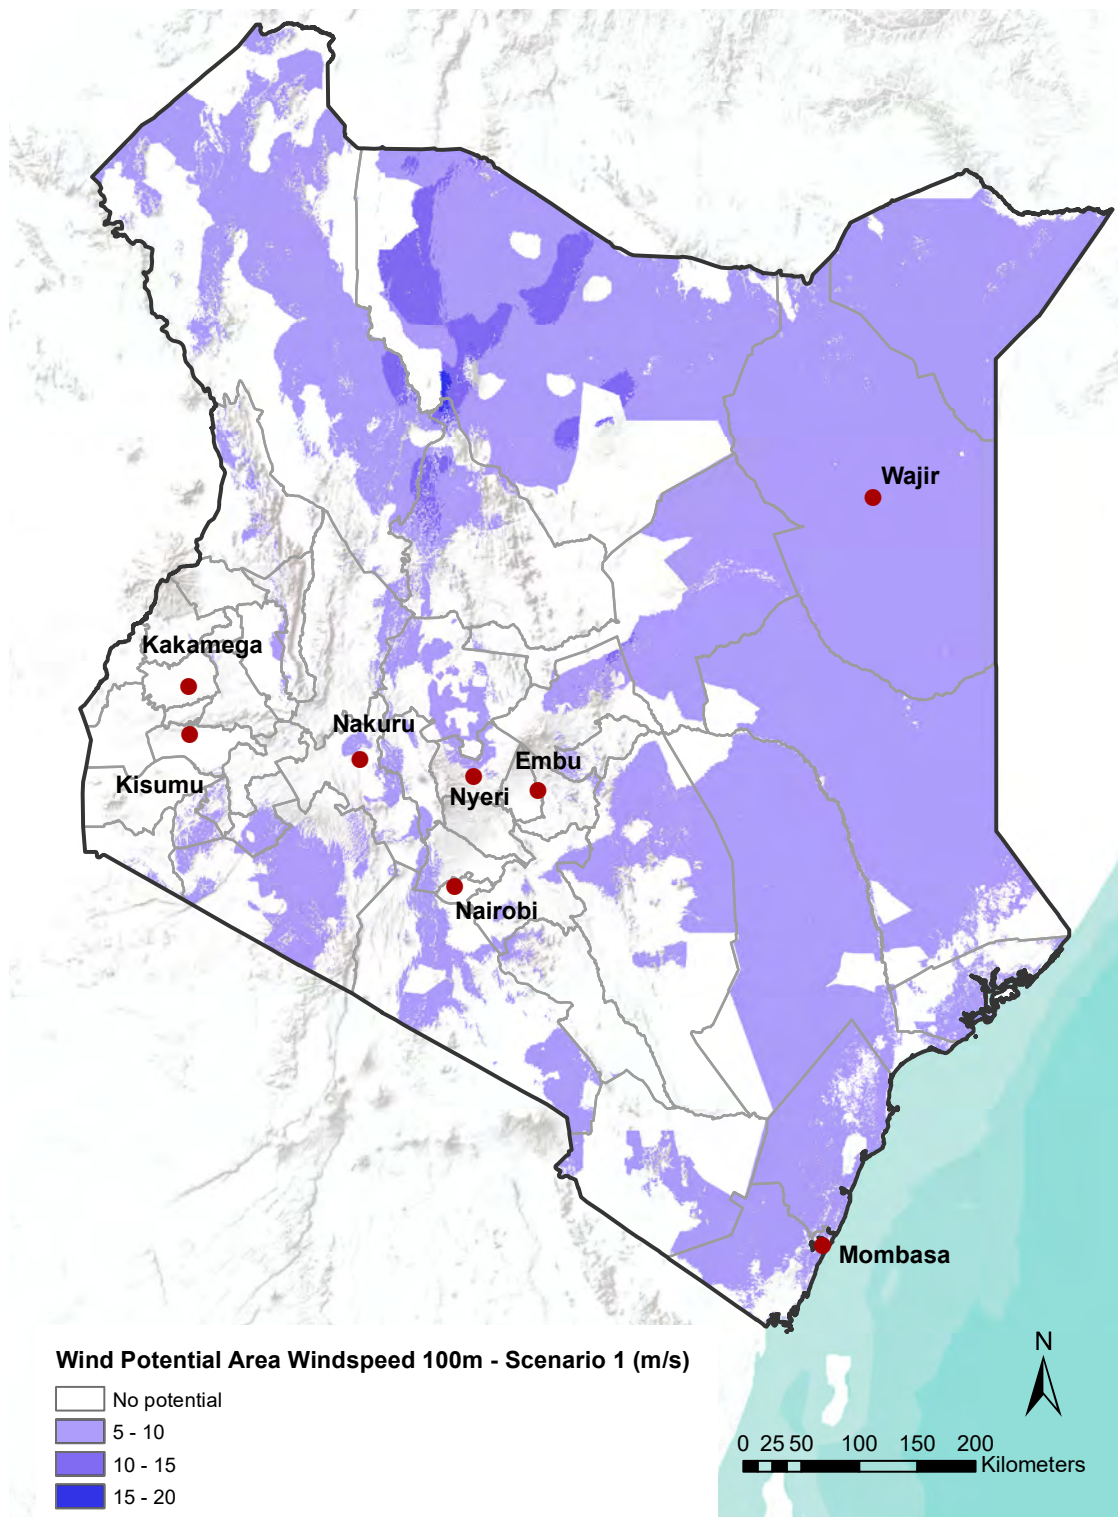 Wajir
Kakamega
Nakuru
Embu
Kisumu
Nyeri
Nairobi
Mombasa
Wind Potential Area Windspeed 100m - Scenario 1 (m/s)
No potential
5 - 10
10 - 15
15 - 20
N
0 25 50 100 150 200
Kilometers